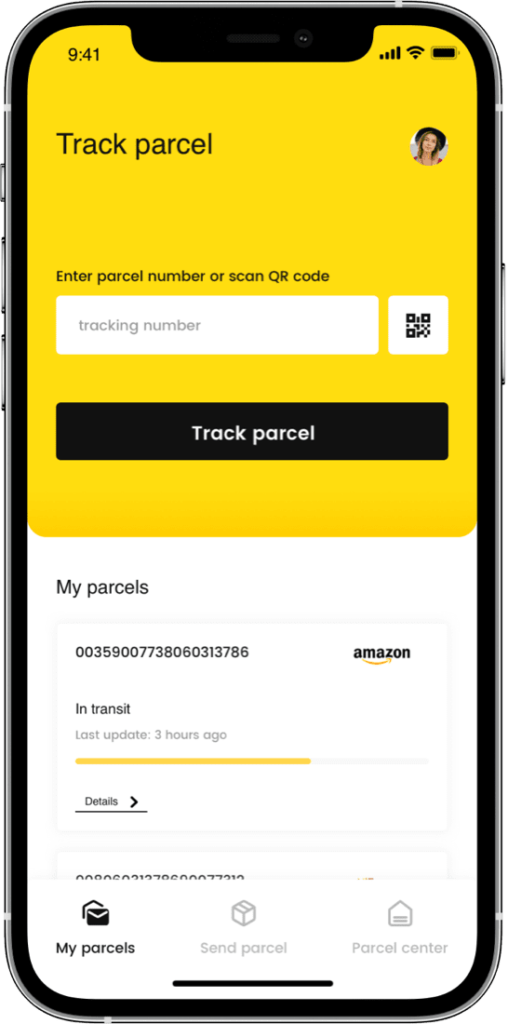 9:41
Track parcel
Enter parcel number or scan QR code
tracking number
Track parcel
My parcels
00359007738060313786
amazon
In transit
Last update: 3 hours ago
Details
My parcels
Send parcel
Parcel center